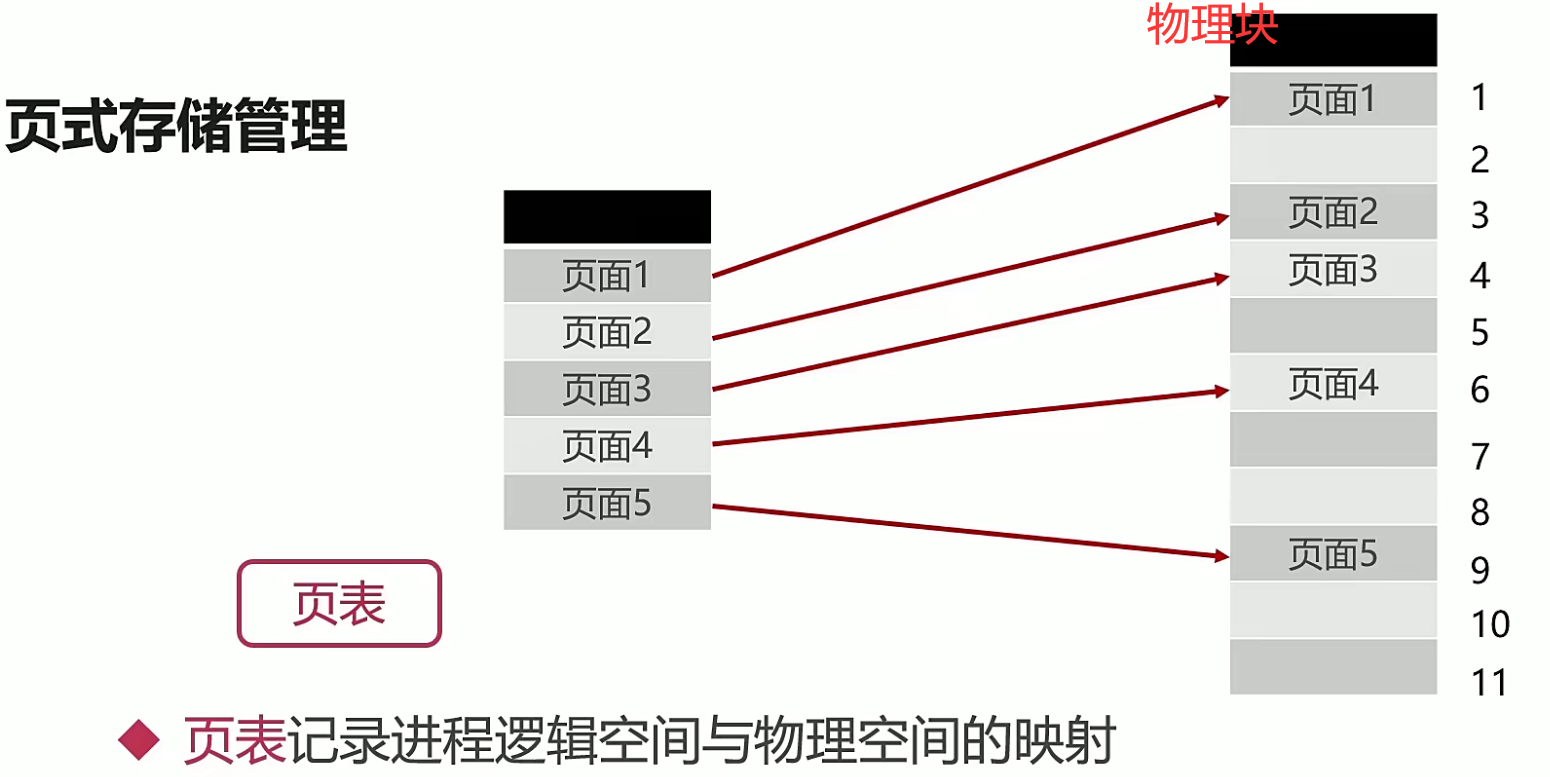 物理块
页式存储管理
页面1
页面2
页面3
页面4
页面5
页面1 1
2
页面2 3
页面3 4
5
页面4 6
7
8
页面5 9
10
11
页表
页表记录进程逻辑空间与物理空间的映射